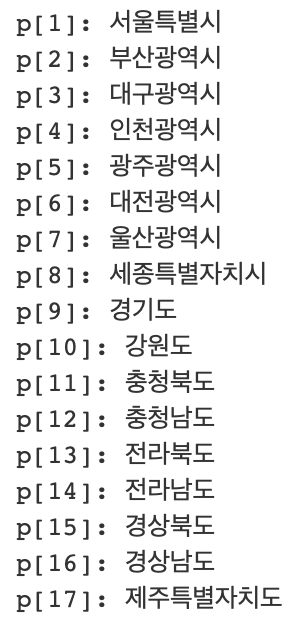 p[1]: 서울특별시
p[2]: 부산광역시
p[3]: 대구광역시
p[4]: 인천광역시
p[5]: 광주광역시
p[6]: 대전광역시
p[7]: 울산광역시
p[8]: 세종특별자치시
p[9]: 경기도
p[10]: 강원도
p[11]: 충청북도
p[12]: 충청남도
p[13]: 전라북도
p[14]: 전라남도
p[15]: 경상북도
p[16]: 경상남도
p[17]: 제주특별자치도